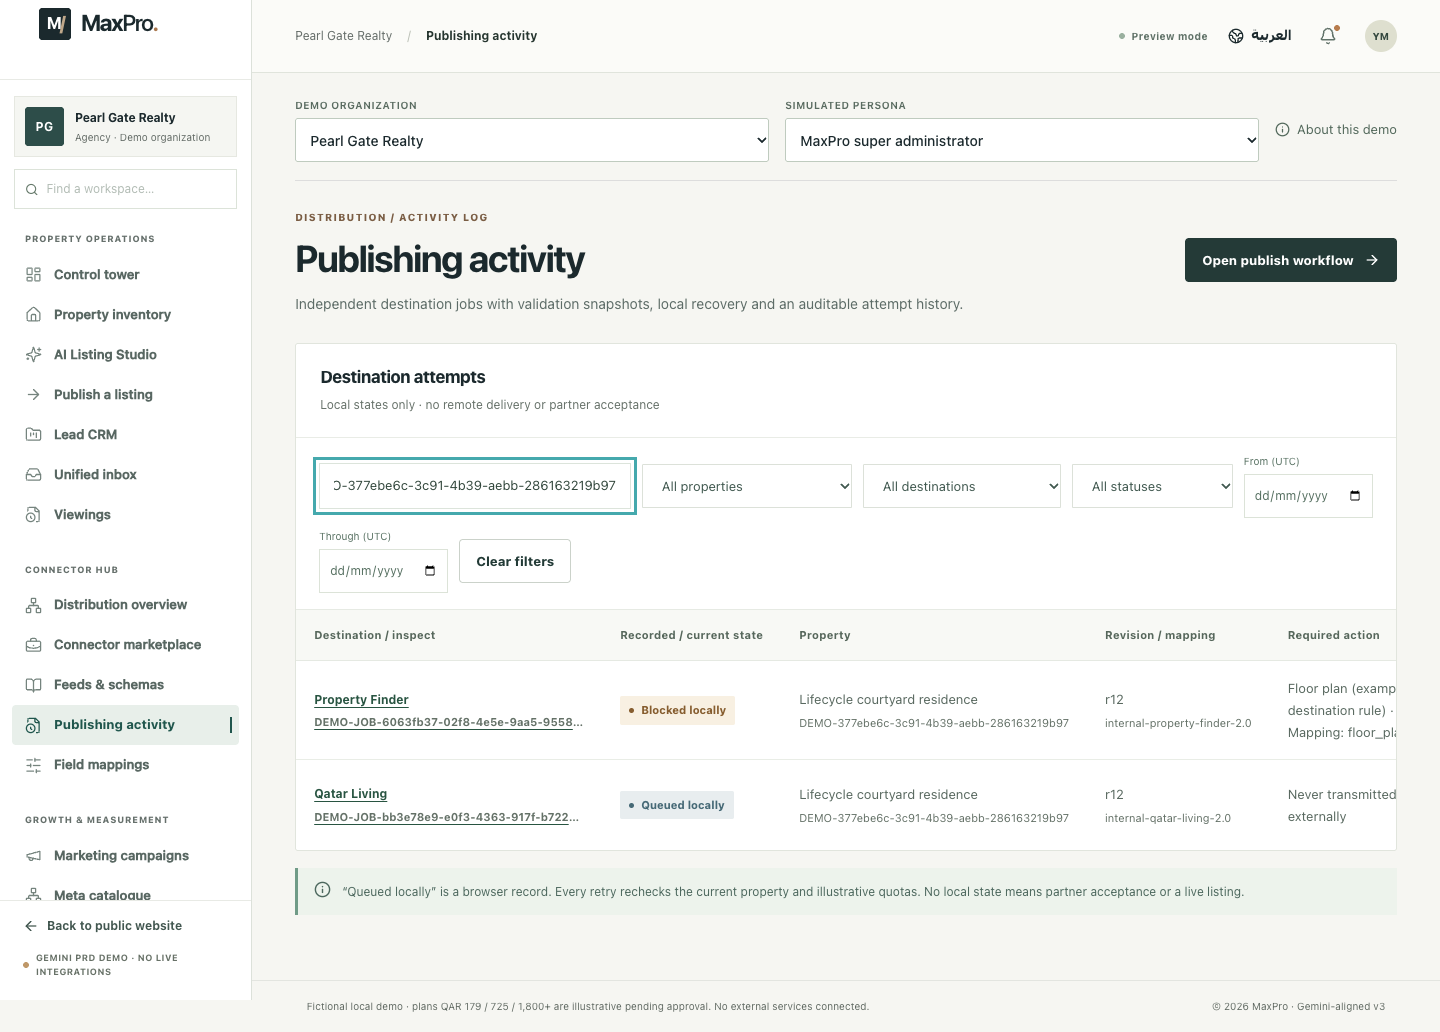 M/ MaxPro.
Pearl Gate Realty / Publishing activity
Preview mode
العربية
YM
PG
Pearl Gate Realty
Agency · Demo organization
Find a workspace...
PROPERTY OPERATIONS
Control tower
Property inventory
AI Listing Studio
Publish a listing
Lead CRM
Unified inbox
Viewings
CONNECTOR HUB
Distribution overview
Connector marketplace
Feeds & schemas
Publishing activity
Field mappings
GROWTH & MEASUREMENT
Marketing campaigns
Meta catalogue
Back to public website
GEMINI PRD DEMO · NO LIVE
INTEGRATIONS
DEMO ORGANIZATION
Pearl Gate Realty
SIMULATED PERSONA
MaxPro super administrator
About this demo
DISTRIBUTION / ACTIVITY LOG
Publishing activity
Open publish workflow
Independent destination jobs with validation snapshots, local recovery and an auditable attempt history.
Destination attempts
Local states only · no remote delivery or partner acceptance
-377ebe6c-3c91-4b39-aebb-286163219b97
All properties
All destinations
All statuses
From (UTC)
dd/mm/yyyy
Through (UTC)
dd/mm/yyyy
Clear filters
Destination / inspect Recorded / current state Property Revision / mapping Required action
Property Finder
DEMO-JOB-6063fb37-02f8-4e5e-9aa5-9558...
Blocked locally
Lifecycle courtyard residence
DEMO-377ebe6c-3c91-4b39-aebb-286163219b97
r12
internal-property-finder-2.0
Floor plan (examp
destination rule) ·
Mapping: floor_pla
Qatar Living
DEMO-JOB-bb3e78e9-e0f3-4363-917f-b722...
Queued locally
Lifecycle courtyard residence
DEMO-377ebe6c-3c91-4b39-aebb-286163219b97
r12
internal-qatar-living-2.0
Never transmitted
externally
“Queued locally” is a browser record. Every retry rechecks the current property and illustrative quotas. No local state means partner acceptance or a live listing.
Fictional local demo · plans QAR 179 / 725 / 1,800+ are illustrative pending approval. No external services connected.
© 2026 MaxPro · Gemini-aligned v3